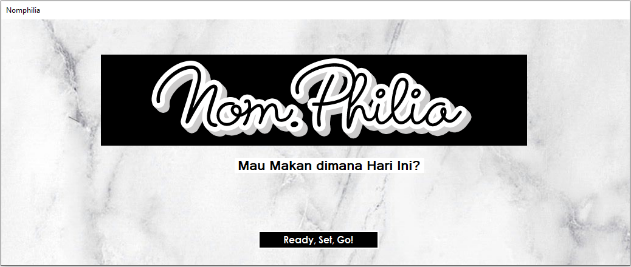 Nomphilia
Nom.Philia
Mau Makan dimana Hari Ini?
Ready, Set, Go!